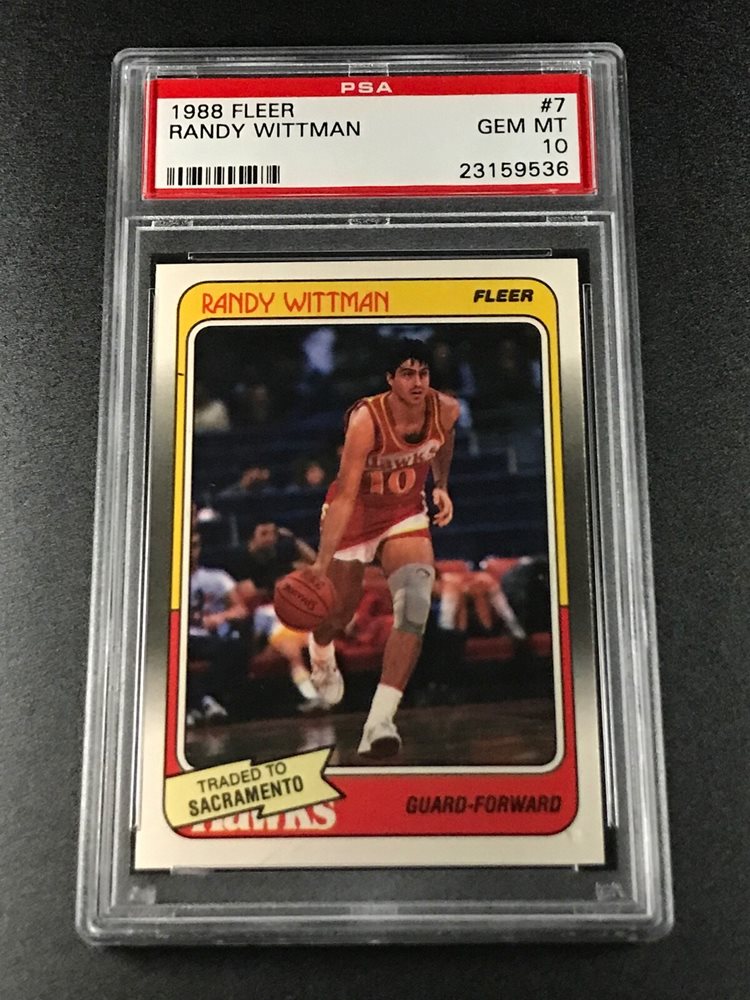 PSA
1988 FLEER #7
RANDY WITTMAN GEM MT
10
23159536
RANDY WITTMAN FLEER
Hawks
10
TRADED TO
SACRAMENTO
Hawks GUARD-FORWARD